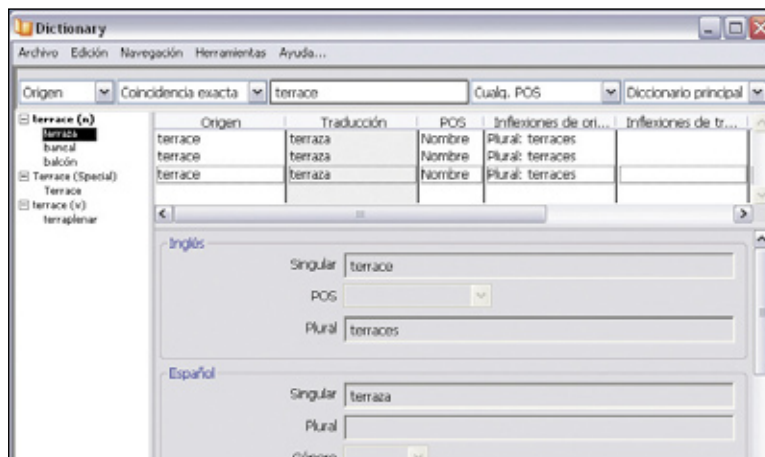 Dictionary
Archivo Edición Navegación Herramientas Ayuda...
Origen Coincidencia exacta terrace Cualq. POS Diccionario principal
terrace (n)
terraza
bancal
balcón
Terrace (Special)
Terrace
terrace (v)
terraplenar
Origen Traducción POS Inflexiones de ori... Inflexiones de tr...
terrace terraza Nombre Plural: terraces
terrace terraza Nombre Plural: terraces
terrace terraza Nombre Plural: terraces
Inglés
Singular terrace
POS
Plural terraces
Español
Singular terraza
Plural
Género